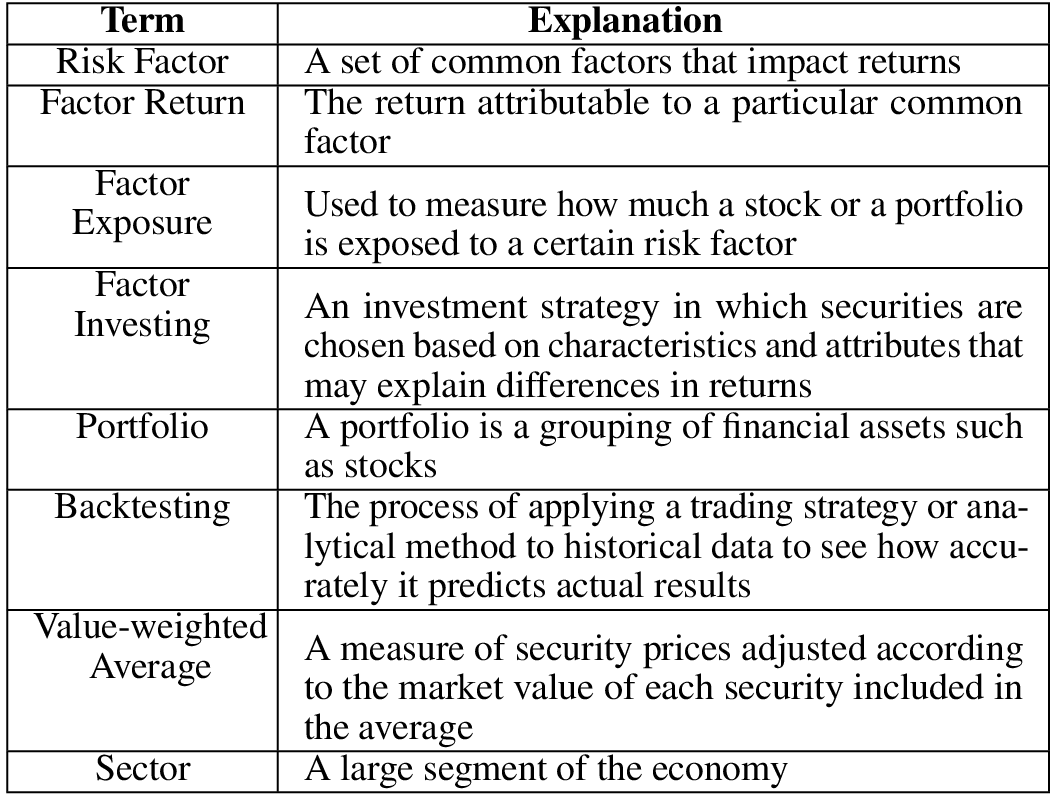 Term Explanation
Risk Factor A set of common factors that impact returns
Factor Return The return attributable to a particular common
factor
Factor
Exposure
Used to measure how much a stock or a portfolio
is exposed to a certain risk factor
Factor
Investing
An investment strategy in which securities are
chosen based on characteristics and attributes that
may explain differences in returns
Portfolio A portfolio is a grouping of financial assets such
as stocks
Backtesting The process of applying a trading strategy or ana-
lytical method to historical data to see how accu-
rately it predicts actual results
Value-weighted
Average
A measure of security prices adjusted according
to the market value of each security included in
the average
Sector A large segment of the economy